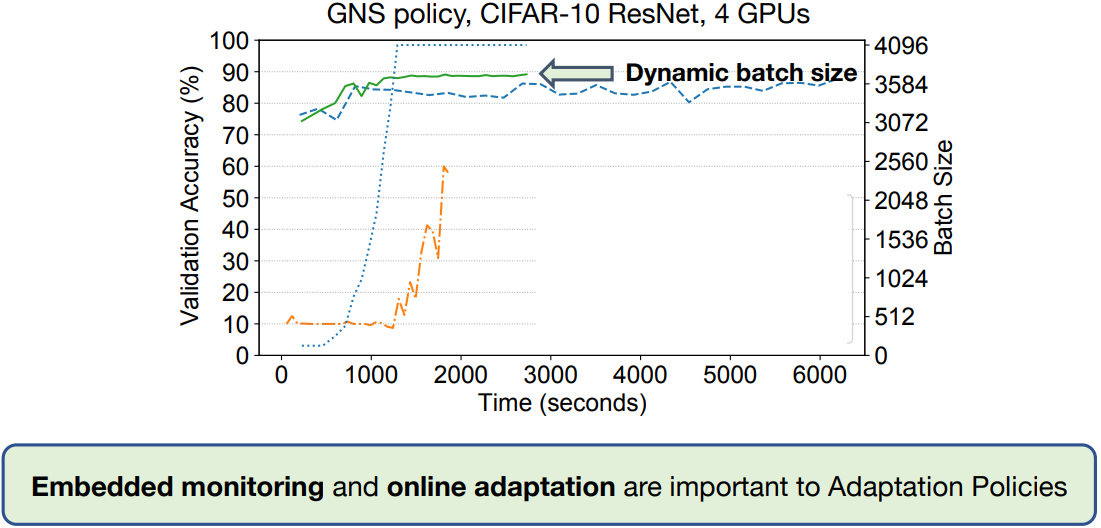 GNS policy, CIFAR-10 ResNet, 4 GPUs
100
90
80
70
60
50
40
30
20
10
0
Validation Accuracy (%)
Dynamic batch size
4096
3584
3072
2560
2048
1536
1024
512
0
Batch Size
0 1000 2000 3000 4000 5000 6000
Time (seconds)
Embedded monitoring and online adaptation are important to Adaptation Policies